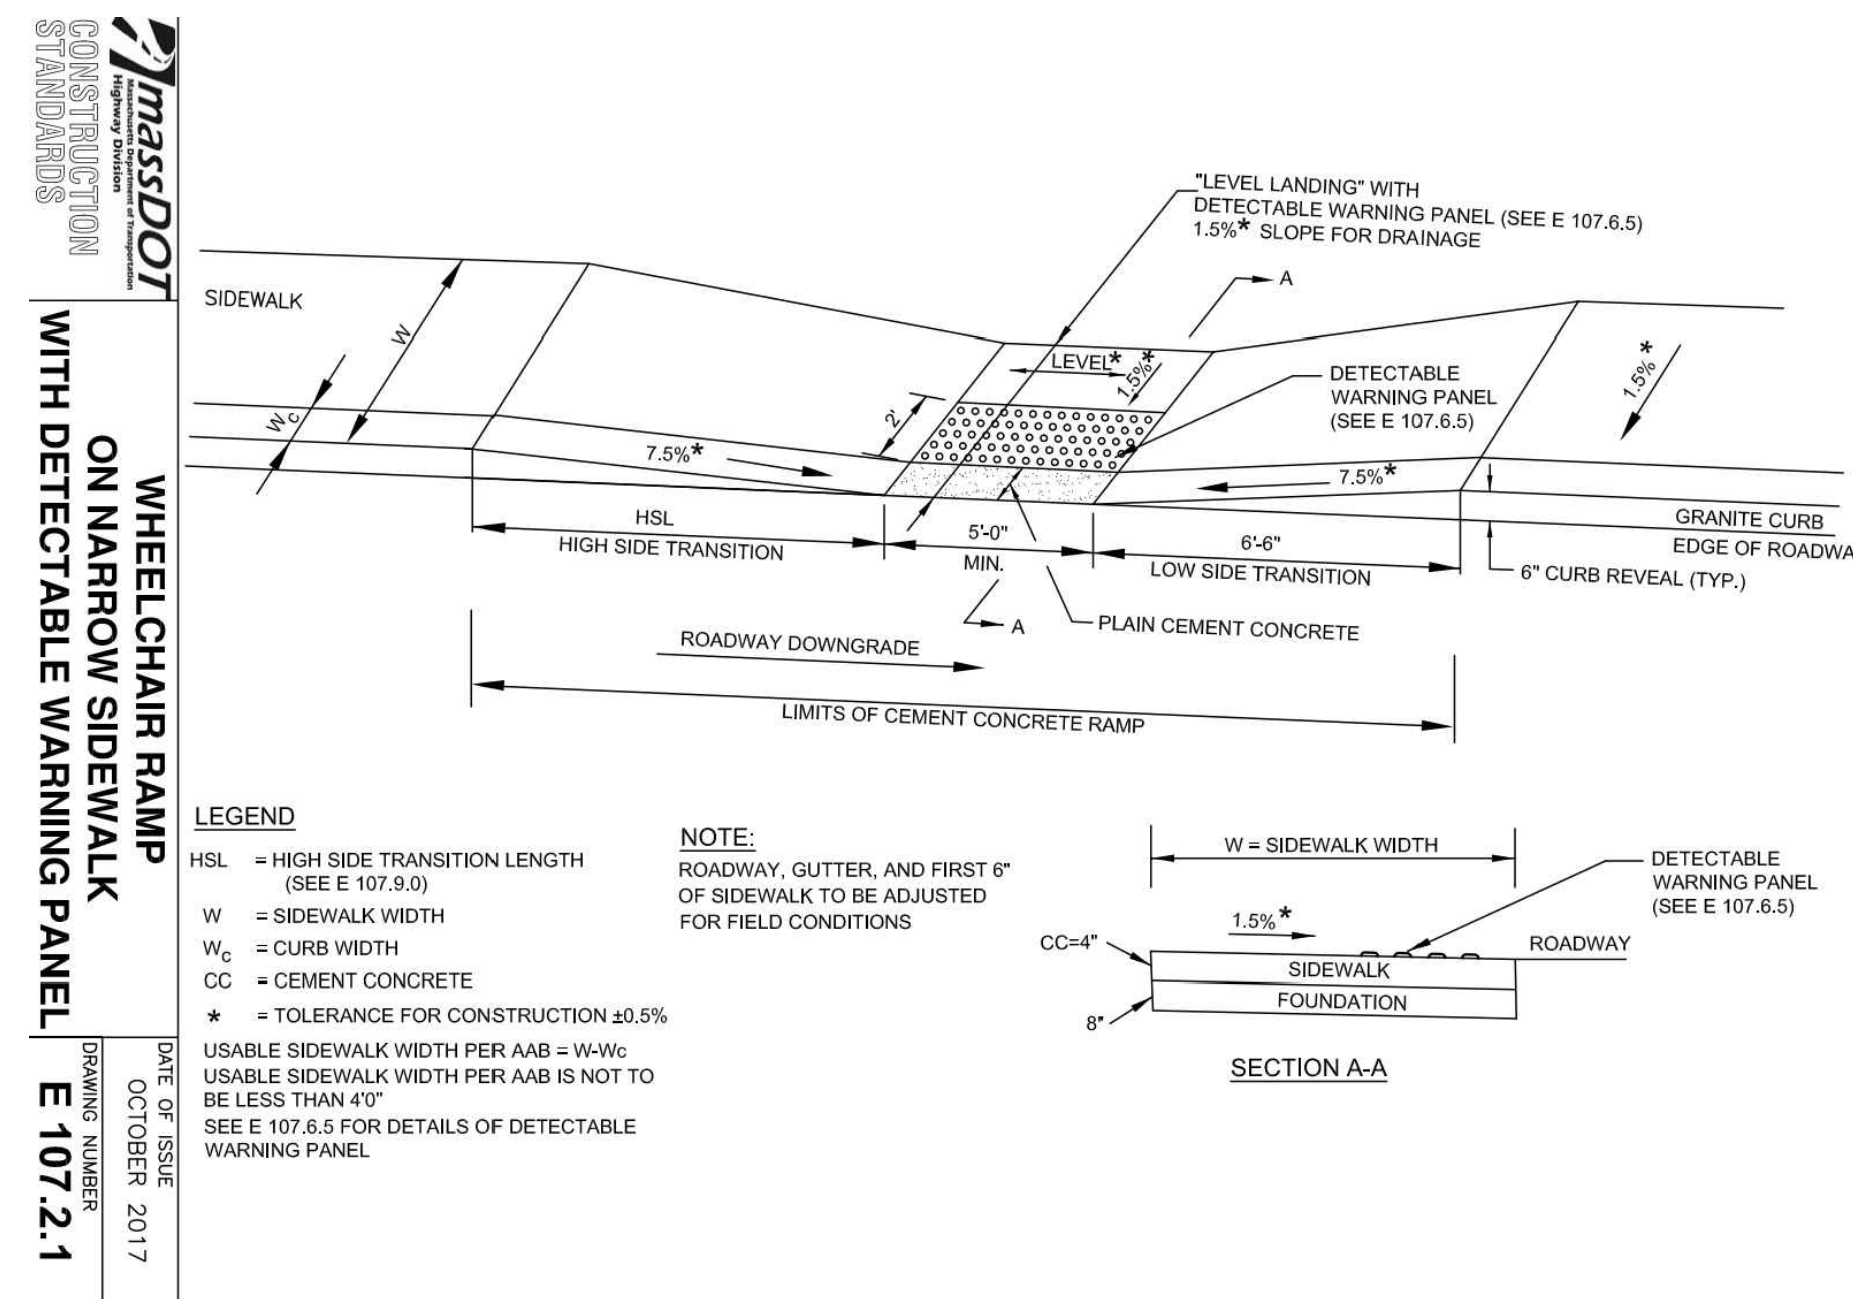 massDOT
Massachusetts Department of Transportation
Highway Division
CONSTRUCTION
STANDARDS
WHEELCHAIR RAMP
ON NARROW SIDEWALK
WITH DETECTABLE WARNING PANEL
DATE OF ISSUE
OCTOBER 2017
DRAWING NUMBER
E 107.2.1
"LEVEL LANDING" WITH
DETECTABLE WARNING PANEL (SEE E 107.6.5)
1.5%* SLOPE FOR DRAINAGE
A
SIDEWALK
W
Wc
LEVEL*
1.5%*
2'
DETECTABLE
WARNING PANEL
(SEE E 107.6.5)
1.5%*
7.5%*
7.5%*
HSL
HIGH SIDE TRANSITION
5'-0"
MIN.
6'-6"
LOW SIDE TRANSITION
GRANITE CURB
EDGE OF ROADWA
6" CURB REVEAL (TYP.)
A
PLAIN CEMENT CONCRETE
ROADWAY DOWNGRADE
LIMITS OF CEMENT CONCRETE RAMP
LEGEND
HSL = HIGH SIDE TRANSITION LENGTH
(SEE E 107.9.0)
W = SIDEWALK WIDTH
Wc = CURB WIDTH
CC = CEMENT CONCRETE
* = TOLERANCE FOR CONSTRUCTION ±0.5%
USABLE SIDEWALK WIDTH PER AAB = W-Wc
USABLE SIDEWALK WIDTH PER AAB IS NOT TO
BE LESS THAN 4'0"
SEE E 107.6.5 FOR DETAILS OF DETECTABLE
WARNING PANEL
NOTE:
ROADWAY, GUTTER, AND FIRST 6"
OF SIDEWALK TO BE ADJUSTED
FOR FIELD CONDITIONS
W = SIDEWALK WIDTH
DETECTABLE
WARNING PANEL
(SEE E 107.6.5)
1.5%*
CC=4"
ROADWAY
SIDEWALK
FOUNDATION
8"
SECTION A-A